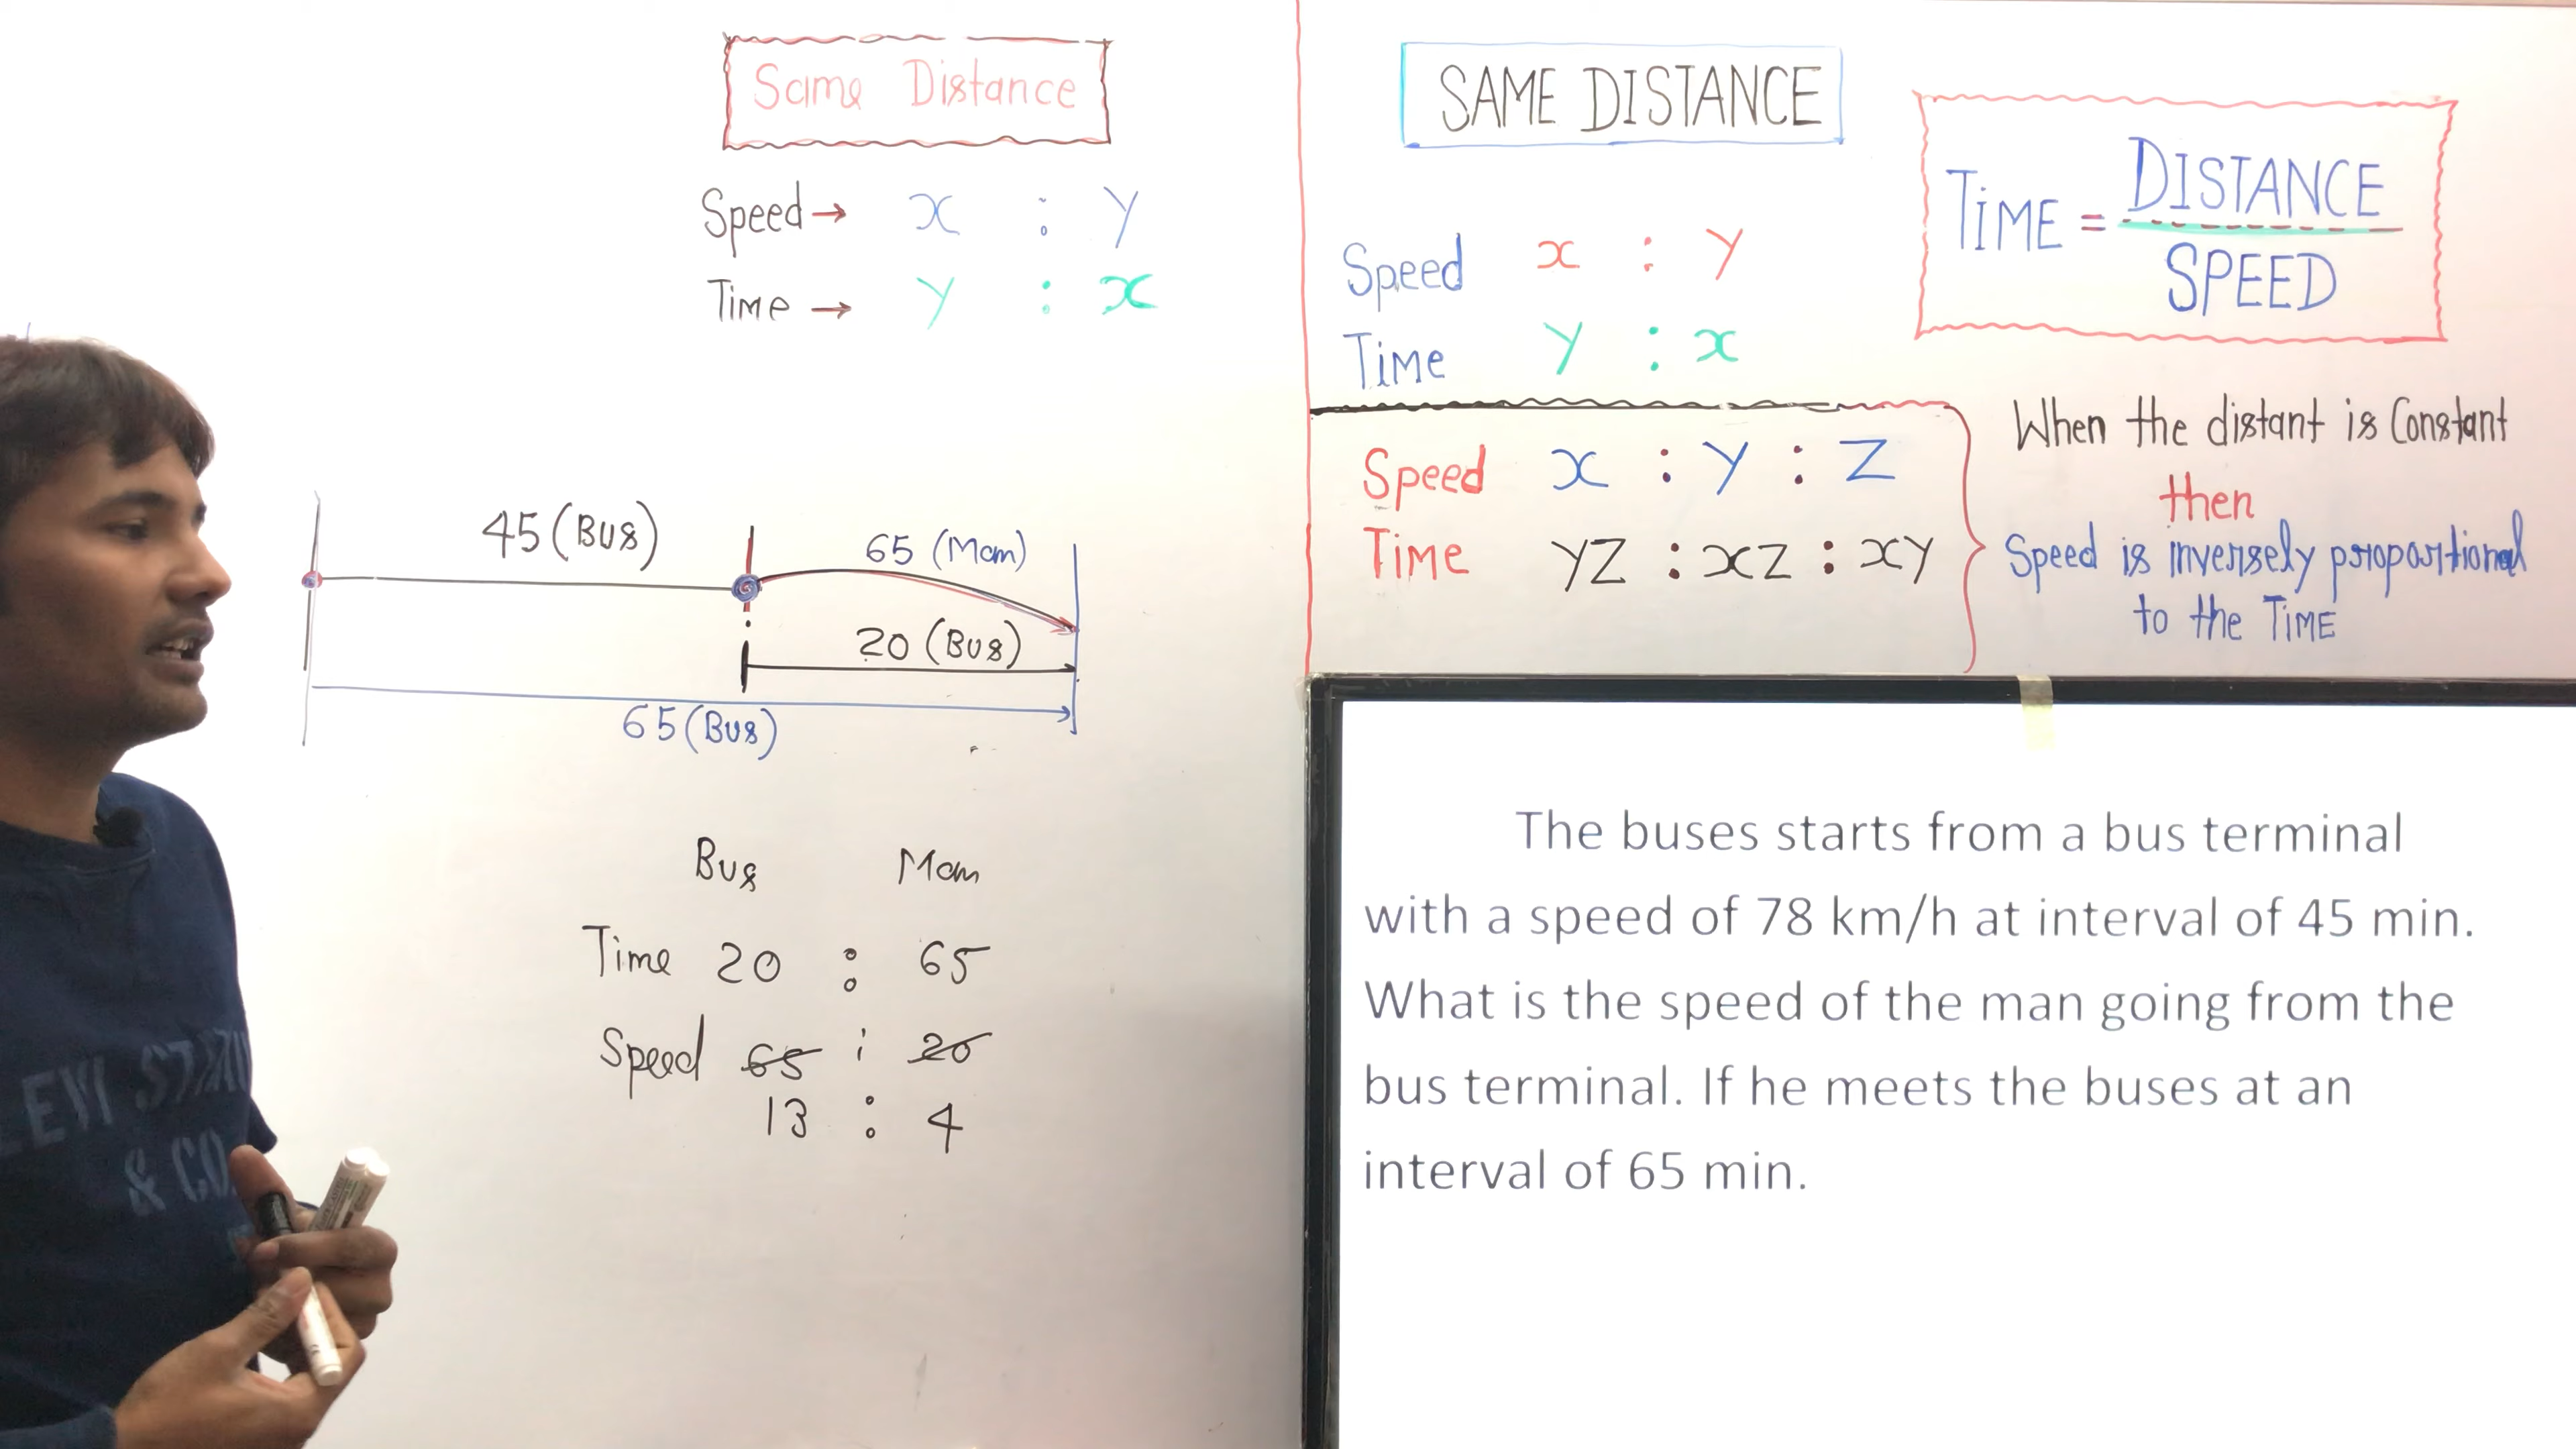 Same Distance
Speed → x : y
Time → y : x
45 (Bus)
65 (Man)
20 (Bus)
65 (Bus)
Bus Man
Time 20 : 65
Speed 65 : 20
13 : 4
SAME DISTANCE
TIME = DISTANCE
SPEED
Speed x : y
Time y : x
Speed x : y : z
Time yz : xz : xy
When the distant is Constant
then
Speed is inversely proportional
to the TIME
The buses starts from a bus terminal
with a speed of 78 km/h at interval of 45 min.
What is the speed of the man going from the
bus terminal. If he meets the buses at an
interval of 65 min.
& CO.